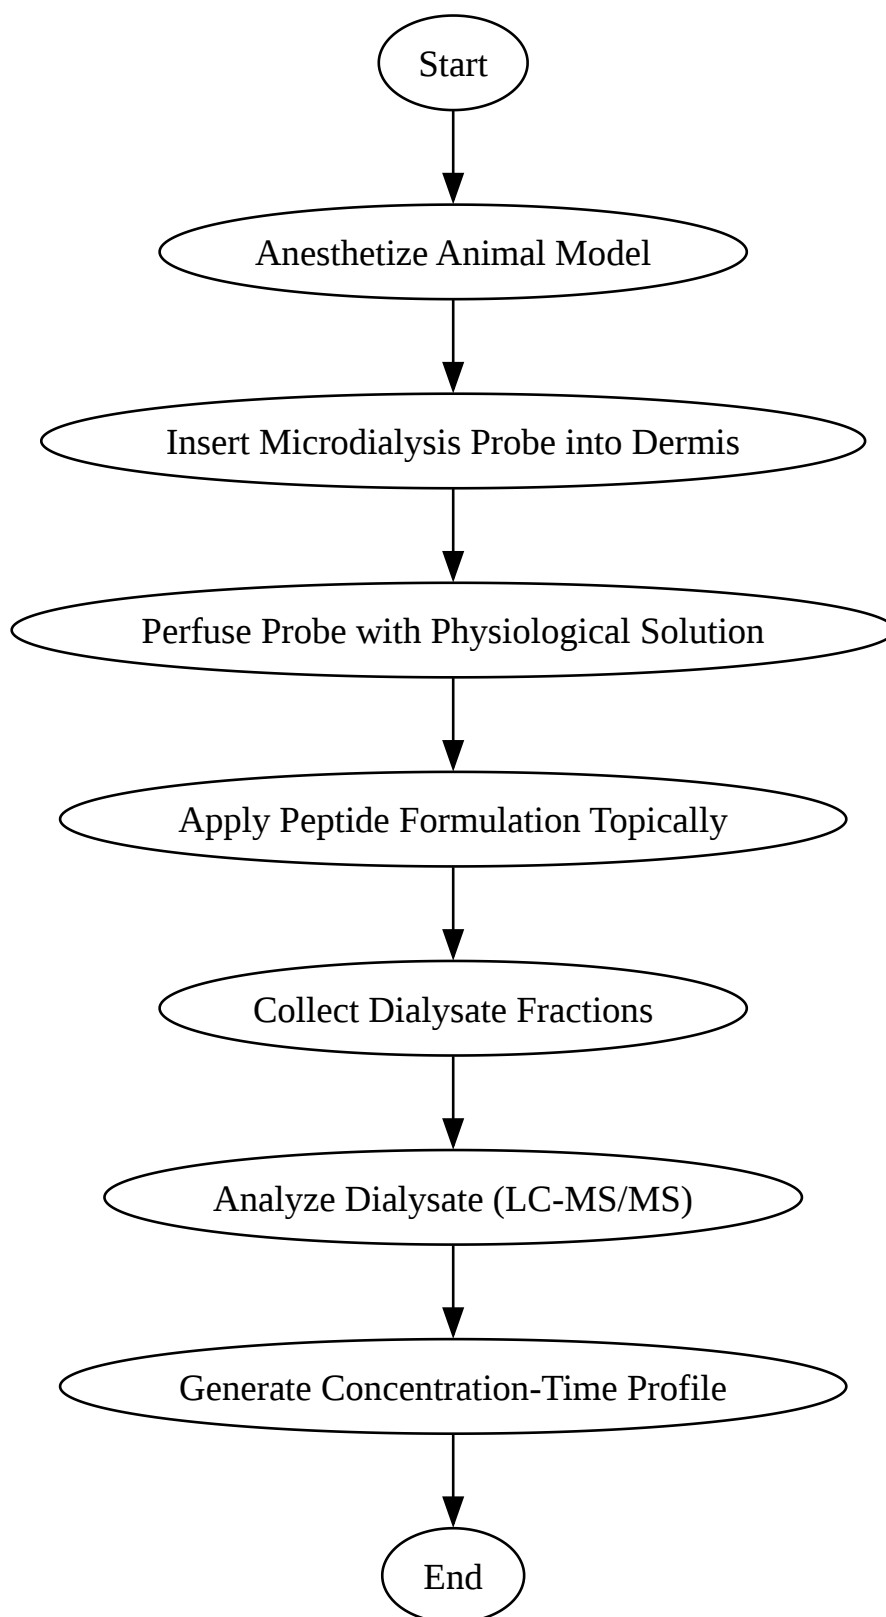 Start
Anesthetize Animal Model
Insert Microdialysis Probe into Dermis
Perfuse Probe with Physiological Solution
Apply Peptide Formulation Topically
Collect Dialysate Fractions
Analyze Dialysate (LC-MS/MS)
Generate Concentration-Time Profile
End